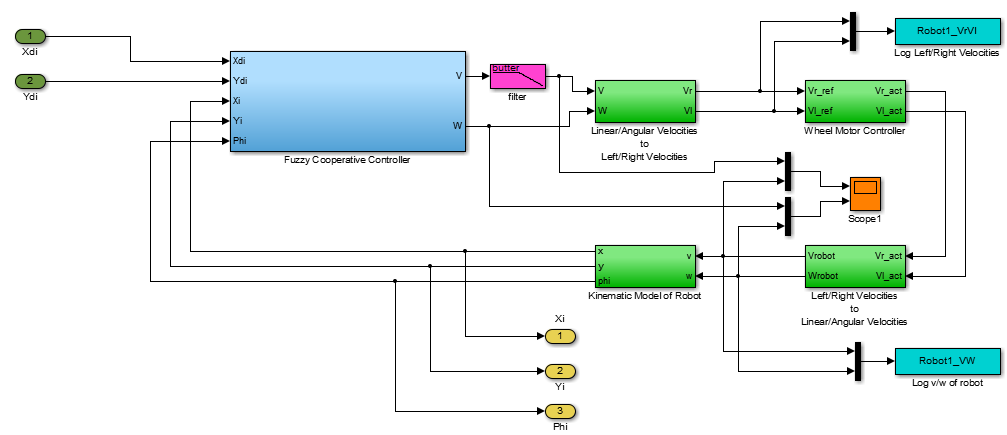 1
Xdi
2
Ydi
Xdi
Ydi
Xi
Yi
Phi
V
W
Fuzzy Cooperative Controller
butter
filter
V
W
Vr
Vl
Linear/Angular Velocities
to
Left/Right Velocities
Vr_ref
Vl_ref
Vr_act
Vl_act
Wheel Motor Controller
Robot1_VrVl
Log Left/Right Velocities
Scope1
x
y
phi
v
w
Kinematic Model of Robot
Vrobot
Wrobot
Vr_act
Vl_act
Left/Right Velocities
to
Linear/Angular Velocities
Xi
1
2
Yi
3
Phi
Robot1_VW
Log v/w of robot